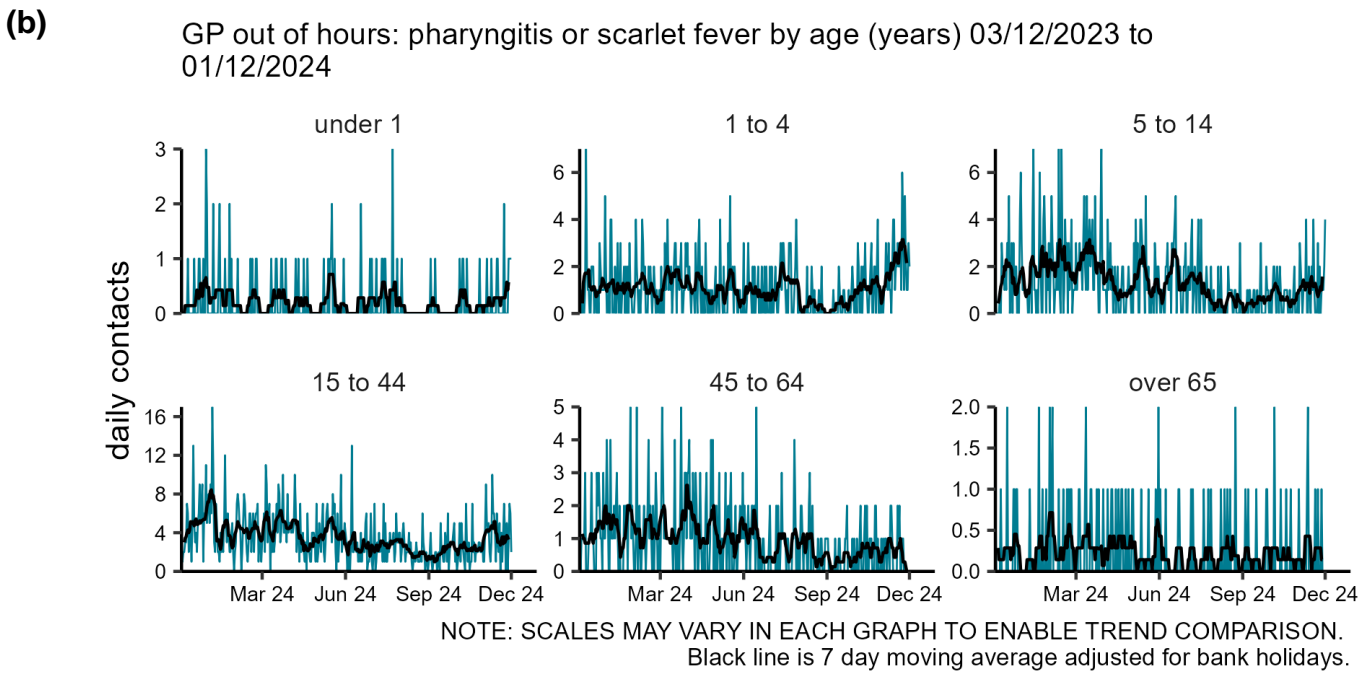 (b)
GP out of hours: pharyngitis or scarlet fever by age (years) 03/12/2023 to
01/12/2024
daily contacts
under 1
3
2
1
0
1 to 4
6
4
2
0
5 to 14
6
4
2
0
15 to 44
16
12
8
4
0
Mar 24 Jun 24 Sep 24 Dec 24
45 to 64
5
4
3
2
1
0
Mar 24 Jun 24 Sep 24 Dec 24
over 65
2.0
1.5
1.0
0.5
0.0
Mar 24 Jun 24 Sep 24 Dec 24
NOTE: SCALES MAY VARY IN EACH GRAPH TO ENABLE TREND COMPARISON.
Black line is 7 day moving average adjusted for bank holidays.